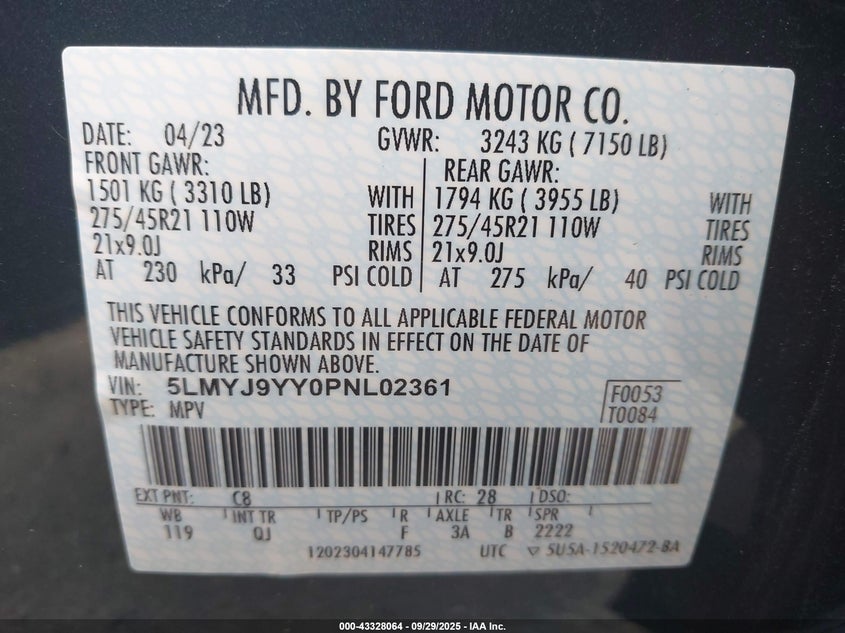 MFD. BY FORD MOTOR CO.
DATE: 04/23 GVWR: 3243 KG ( 7150 LB)
FRONT GAWR: REAR GAWR:
1501 KG ( 3310 LB) WITH 1794 KG ( 3955 LB) WITH
275/45R21 110W TIRES 275/45R21 110W TIRES
21x9.0J RIMS 21x9.0J RIMS
AT 230 kPa/ 33 PSI COLD AT 275 kPa/ 40 PSI COLD
THIS VEHICLE CONFORMS TO ALL APPLICABLE FEDERAL MOTOR
VEHICLE SAFETY STANDARDS IN EFFECT ON THE DATE OF
MANUFACTURE SHOWN ABOVE.
VIN: 5LMYJ9YY0PNL02361 F0053
TYPE: MPV T0084
EXT PNT: C8 RC: 28 DSO:
WB INT TR TP/PS R AXLE TR SPR
119 QJ F 3A B 2222
1202304147785 UTC ▽ 5U5A-1520472-BA
000-43328064 | 09/29/2025 - IAA Inc.